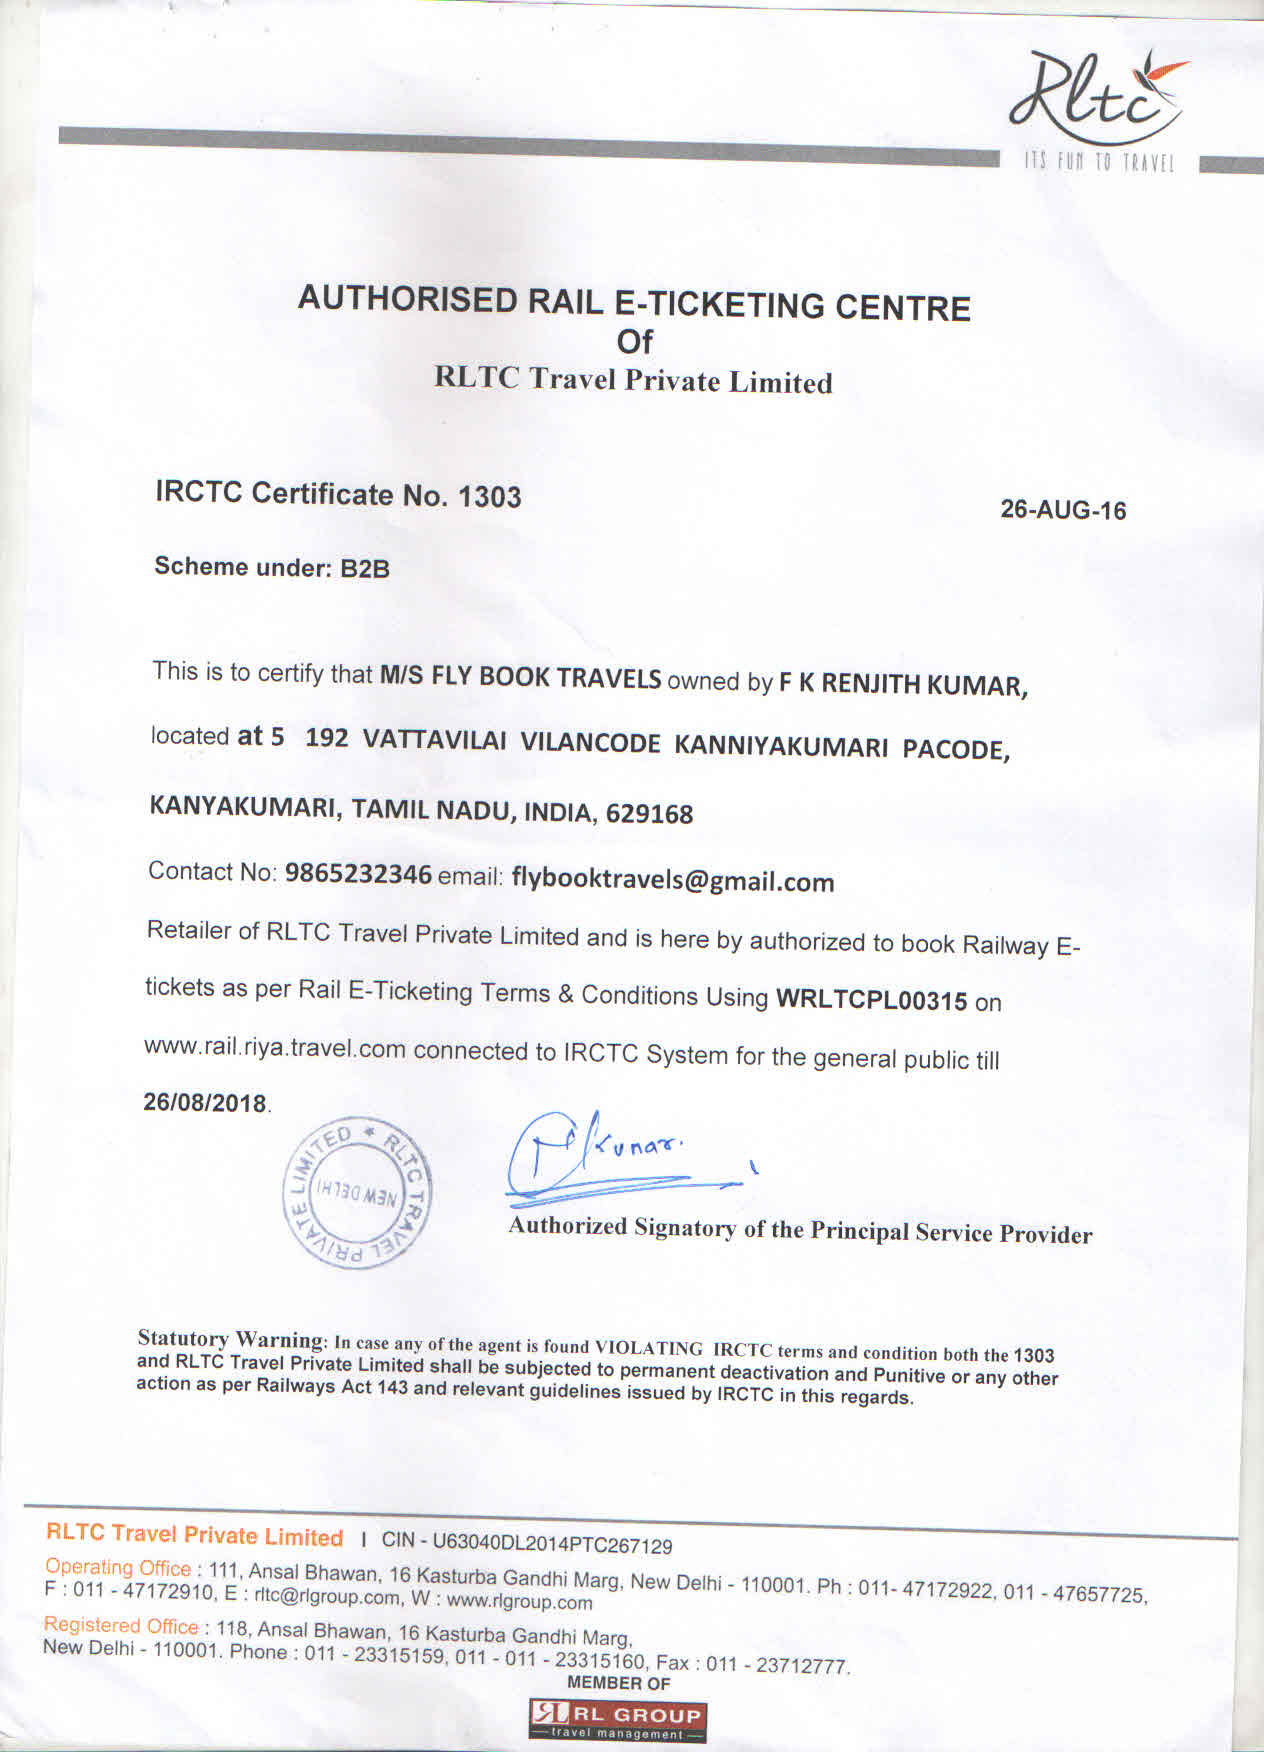 Rltc
ITS FUN TO TRAVEL
AUTHORISED RAIL E-TICKETING CENTRE
Of
RLTC Travel Private Limited
IRCTC Certificate No. 1303
26-AUG-16
Scheme under: B2B
This is to certify that M/S FLY BOOK TRAVELS owned by F K RENJITH KUMAR,
located at 5 192 VATTAVILAI VILANCODE KANNIYAKUMARI PACODE,
KANYAKUMARI, TAMIL NADU, INDIA, 629168
Contact No: 9865232346 email: flybooktravels@gmail.com
Retailer of RLTC Travel Private Limited and is here by authorized to book Railway E-
tickets as per Rail E-Ticketing Terms & Conditions Using WRLTCPL00315 on
www.rail.riya.travel.com connected to IRCTC System for the general public till
26/08/2018.
RLTC TRAVEL PRIVATE LIMITED *
NEW DELHI
Kumar.
Authorized Signatory of the Principal Service Provider
Statutory Warning: In case any of the agent is found VIOLATING IRCTC terms and condition both the 1303
and RLTC Travel Private Limited shall be subjected to permanent deactivation and Punitive or any other
action as per Railways Act 143 and relevant guidelines issued by IRCTC in this regards.
RLTC Travel Private Limited | CIN - U63040DL2014PTC267129
Operating Office : 111, Ansal Bhawan, 16 Kasturba Gandhi Marg, New Delhi - 110001. Ph : 011- 47172922, 011 - 47657725,
F : 011 - 47172910, E : rltc@rlgroup.com, W : www.rlgroup.com
Registered Office : 118, Ansal Bhawan, 16 Kasturba Gandhi Marg,
New Delhi - 110001. Phone : 011 - 23315159, 011 - 011 - 23315160, Fax : 011 - 23712777.
MEMBER OF
RL RL GROUP
travel management